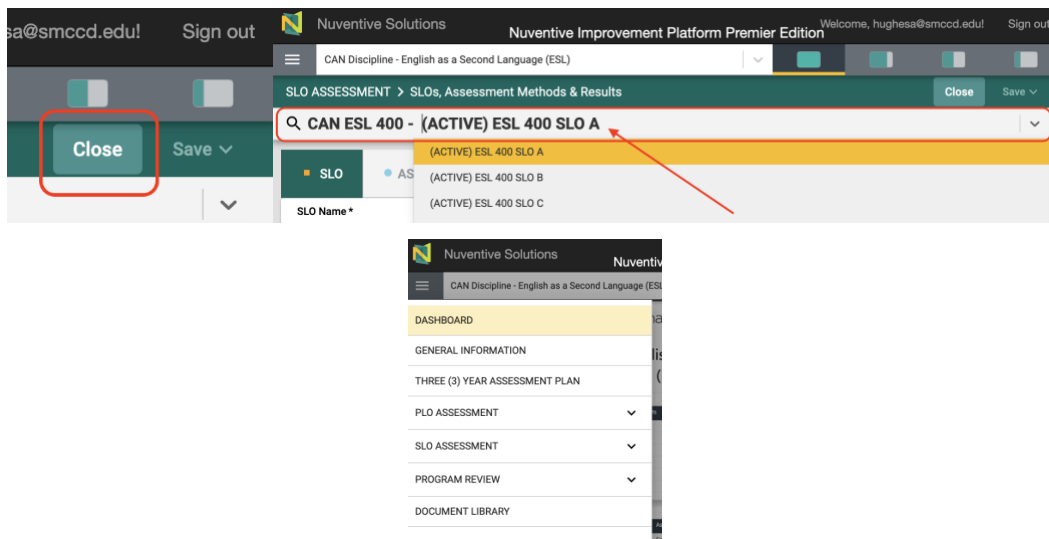 sa@smccd.edu! Sign out
Close Save
Nuventive Solutions Nuventive Improvement Platform Premier Edition Welcome, hughesa@smccd.edu! Sign out
CAN Discipline - English as a Second Language (ESL)
SLO ASSESSMENT > SLOs, Assessment Methods & Results Close Save
CAN ESL 400 - (ACTIVE) ESL 400 SLO A
(ACTIVE) ESL 400 SLO A
SLO AS (ACTIVE) ESL 400 SLO B
SLO Name * (ACTIVE) ESL 400 SLO C
Nuventive Solutions Nuventiv
CAN Discipline - English as a Second Language (ESL
DASHBOARD
GENERAL INFORMATION
THREE (3) YEAR ASSESSMENT PLAN
PLO ASSESSMENT
SLO ASSESSMENT
PROGRAM REVIEW
DOCUMENT LIBRARY